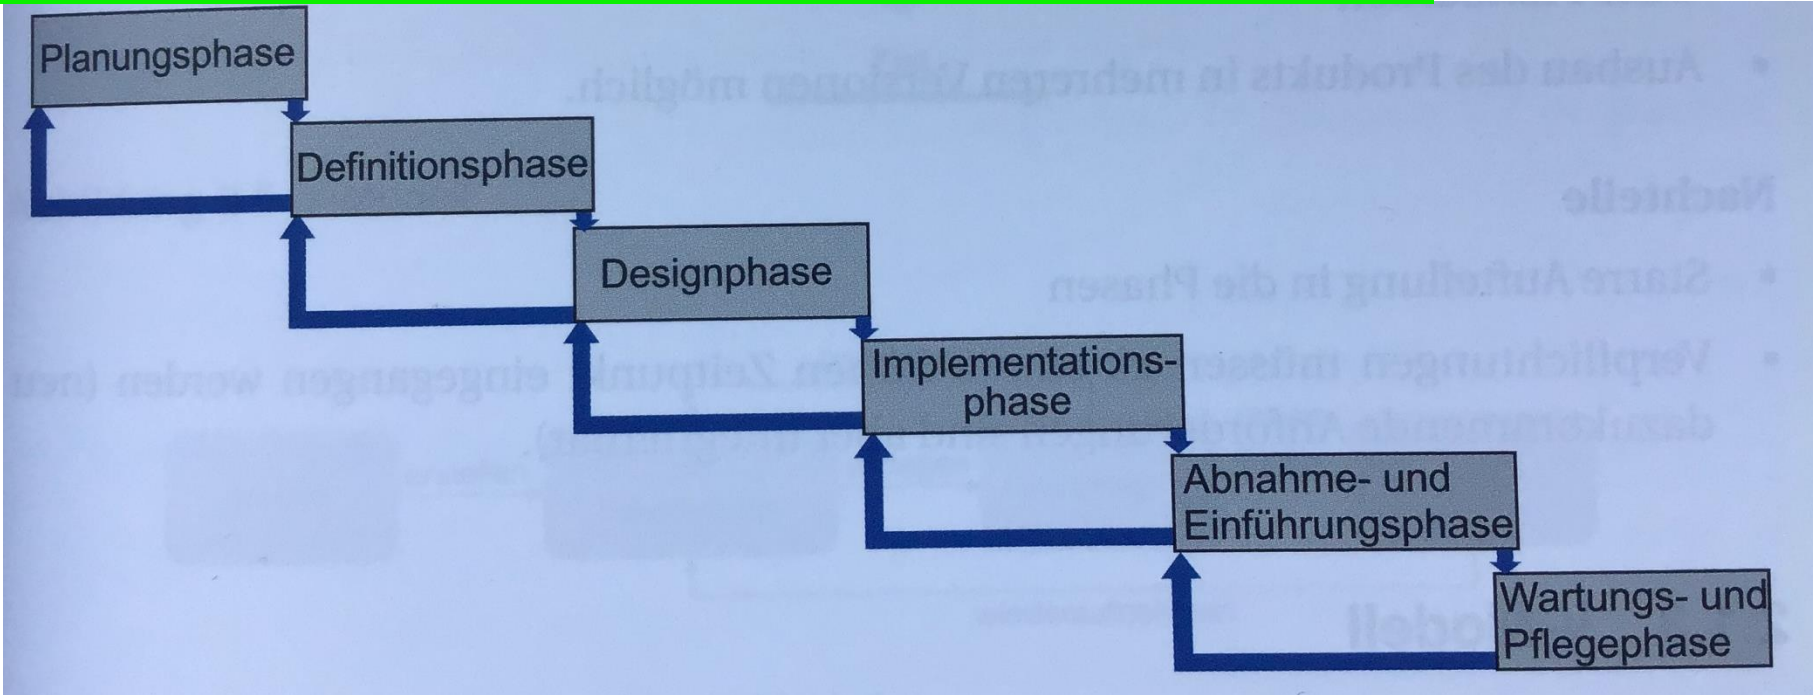 Planungsphase
Definitionsphase
Designphase
Implementations-
phase
Abnahme- und
Einführungsphase
Wartungs- und
Pflegephase